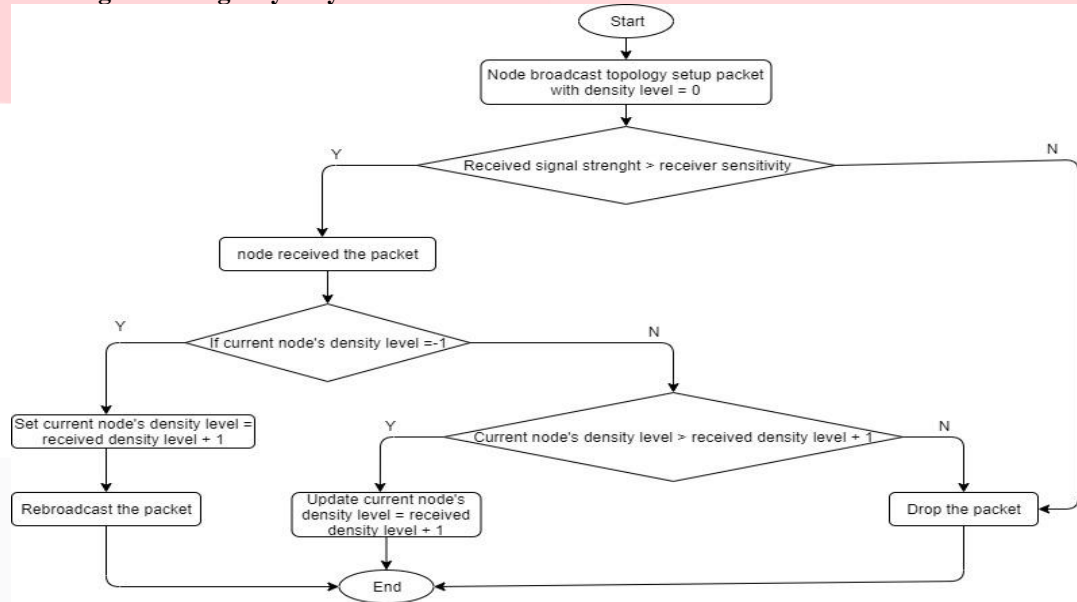 Start
Node broadcast topology setup packet
with density level = 0
Y
N
Received signal strenght > receiver sensitivity
node received the packet
Y
N
If current node's density level =-1
Set current node's density level =
received density level + 1
Y
N
Current node's density level > received density level + 1
Rebroadcast the packet
Update current node's
density level = received
density level + 1
Drop the packet
End